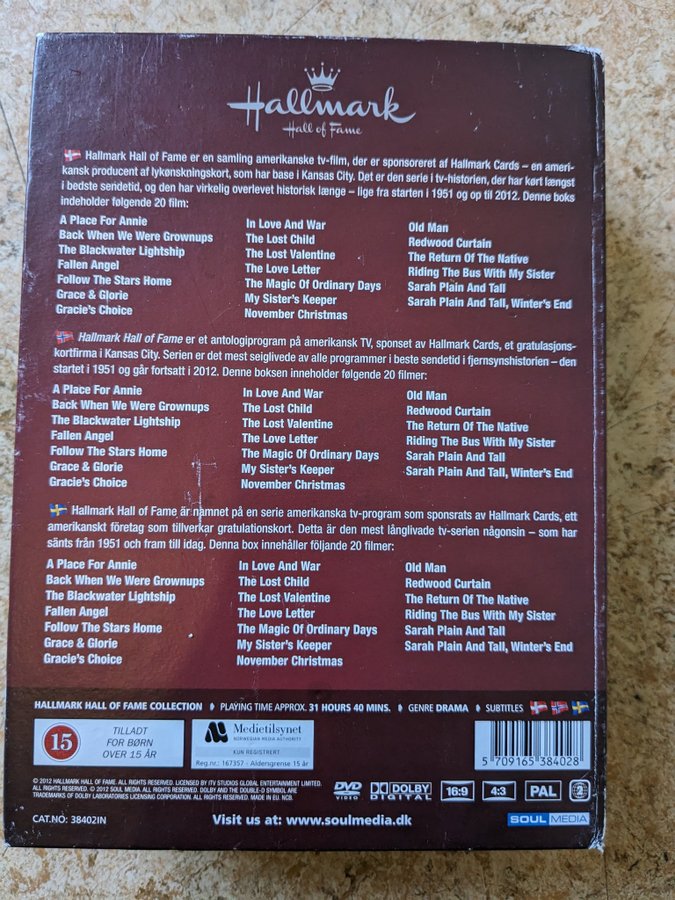 Hallmark
Hall of Fame
Hallmark Hall of Fame er en samling amerikanske tv-film, der er sponsoreret af Hallmark Cards – en ameri-
kansk producent af lykønskningskort, som har base i Kansas City. Det er den serie i tv-historien, der har kørt længst
i bedste sendetid, og den har virkelig overlevet historisk længe – lige fra starten i 1951 og op til 2012. Denne boks
indeholder følgende 20 film:
A Place For Annie
Back When We Were Grownups
The Blackwater Lightship
Fallen Angel
Follow The Stars Home
Grace & Glorie
Gracie's Choice
In Love And War
The Lost Child
The Lost Valentine
The Love Letter
The Magic Of Ordinary Days
My Sister's Keeper
November Christmas
Old Man
Redwood Curtain
The Return Of The Native
Riding The Bus With My Sister
Sarah Plain And Tall
Sarah Plain And Tall, Winter's End
Hallmark Hall of Fame er et antologiprogram på amerikansk TV, sponset av Hallmark Cards, et gratulasjons-
kortfirma i Kansas City. Serien er det mest seiglivede av alle programmer i beste sendetid i fjernsynshistorien – den
startet i 1951 og går fortsatt i 2012. Denne boksen inneholder følgende 20 filmer:
A Place For Annie
Back When We Were Grownups
The Blackwater Lightship
Fallen Angel
Follow The Stars Home
Grace & Glorie
Gracie's Choice
In Love And War
The Lost Child
The Lost Valentine
The Love Letter
The Magic Of Ordinary Days
My Sister's Keeper
November Christmas
Old Man
Redwood Curtain
The Return Of The Native
Riding The Bus With My Sister
Sarah Plain And Tall
Sarah Plain And Tall, Winter's End
Hallmark Hall of Fame är namnet på en serie amerikanska tv-program som sponsrats av Hallmark Cards, ett
amerikanskt företag som tillverkar gratulationskort. Detta är den mest långlivade tv-serien någonsin – som har
sänts från 1951 och fram till idag. Denna box innehåller följande 20 filmer:
A Place For Annie
Back When We Were Grownups
The Blackwater Lightship
Fallen Angel
Follow The Stars Home
Grace & Glorie
Gracie's Choice
In Love And War
The Lost Child
The Lost Valentine
The Love Letter
The Magic Of Ordinary Days
My Sister's Keeper
November Christmas
Old Man
Redwood Curtain
The Return Of The Native
Riding The Bus With My Sister
Sarah Plain And Tall
Sarah Plain And Tall, Winter's End
HALLMARK HALL OF FAME COLLECTION PLAYING TIME APPROX. 31 HOURS 40 MINS. GENRE DRAMA SUBTITLES
15
TILLADT
FOR BØRN
OVER 15 ÅR
Medietilsynet
NORWEGIAN MEDIA AUTHORITY
KUN REGISTRERT
Reg.nr.: 167357 - Aldersgrense 15 år
5 709165 384028
© 2012 HALLMARK HALL OF FAME. ALL RIGHTS RESERVED. LICENSED BY ITV STUDIOS GLOBAL ENTERTAINMENT LIMITED.
ALL RIGHTS RESERVED. © 2012 SOUL MEDIA. ALL RIGHTS RESERVED. DOLBY AND THE DOUBLE-D SYMBOL ARE
TRADEMARKS OF DOLBY LABORATORIES LICENSING CORPORATION. ALL RIGHTS RESERVED. MADE IN EU. NCB.
DVD VIDEO
DOLBY DIGITAL
16:9
4:3
PAL
2
CAT.NO: 38402IN
Visit us at: www.soulmedia.dk
SOUL MEDIA